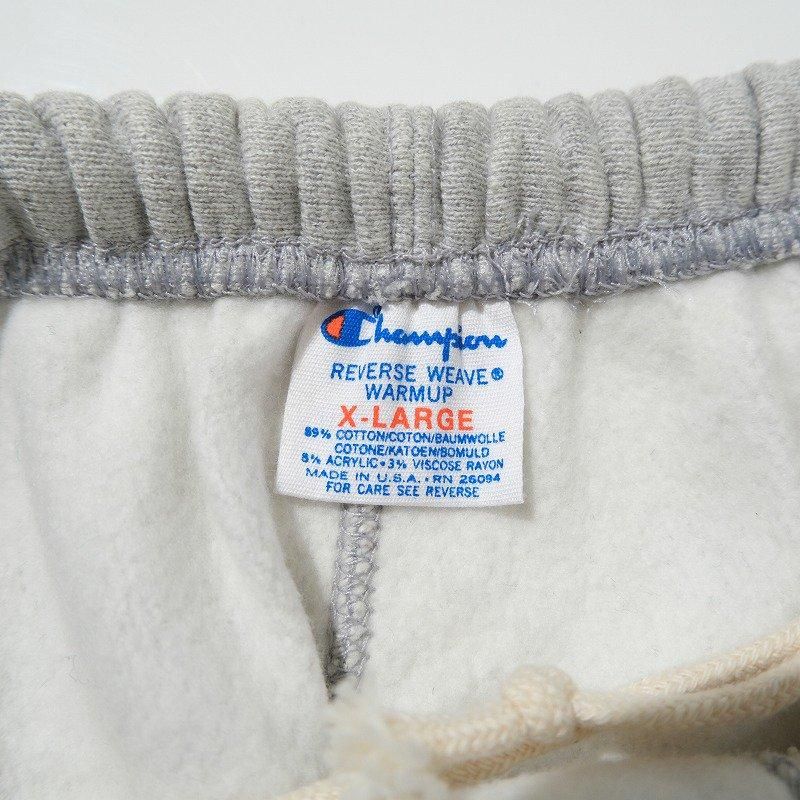 Champion
REVERSE WEAVE®
WARMUP
X-LARGE
89% COTTON/COTON/BAUMWOLLE
COTONE/KATOEN/BOMULD
8% ACRYLIC • 3% VISCOSE RAYON
MADE IN U.S.A. • RN 26094
FOR CARE SEE REVERSE